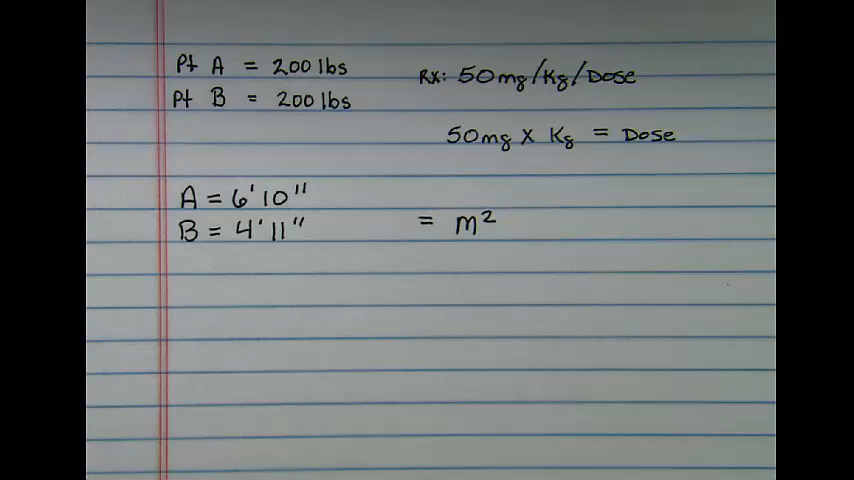 Pt A = 200 lbs
Pt B = 200 lbs
Rx: 50mg/Kg/Dose
50mg x Kg = Dose
A = 6' 10"
B = 4' 11"
= m²